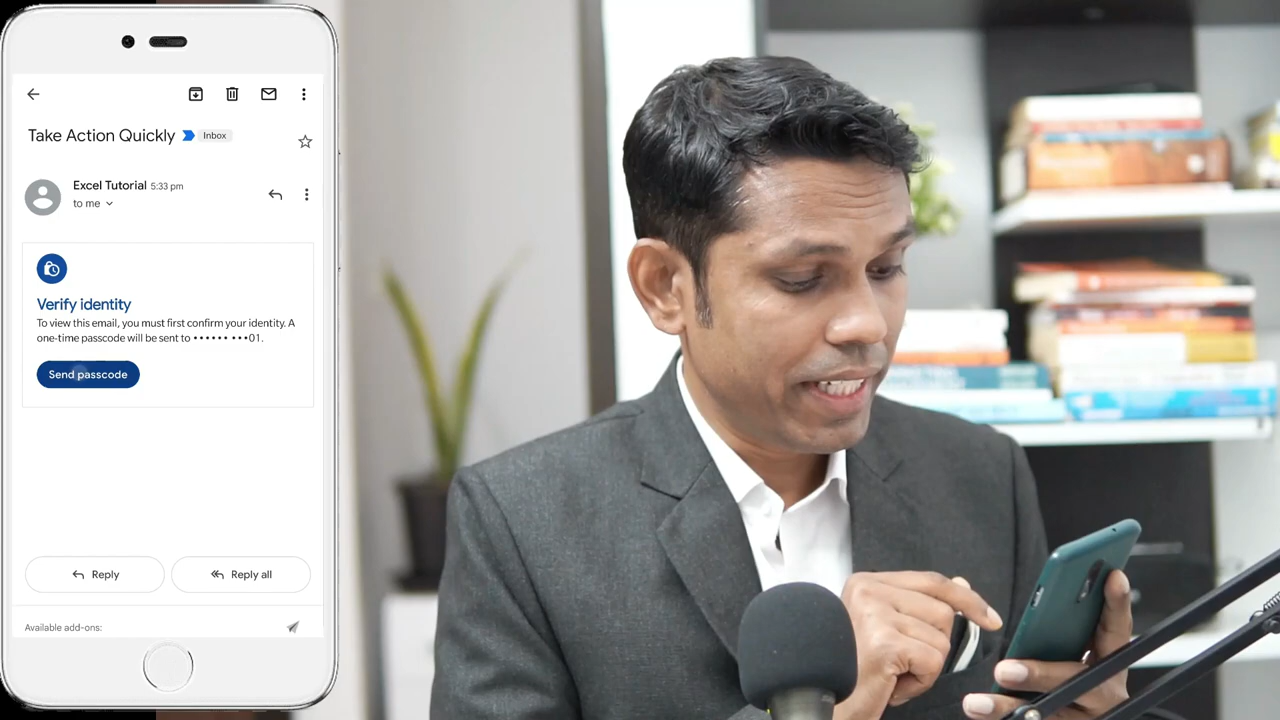 Take Action Quickly Inbox
Excel Tutorial 5:33 pm
to me
Verify identity
To view this email, you must first confirm your identity. A
one-time passcode will be sent to •••••• •••01.
Send passcode
Reply
Reply all
Available add-ons: